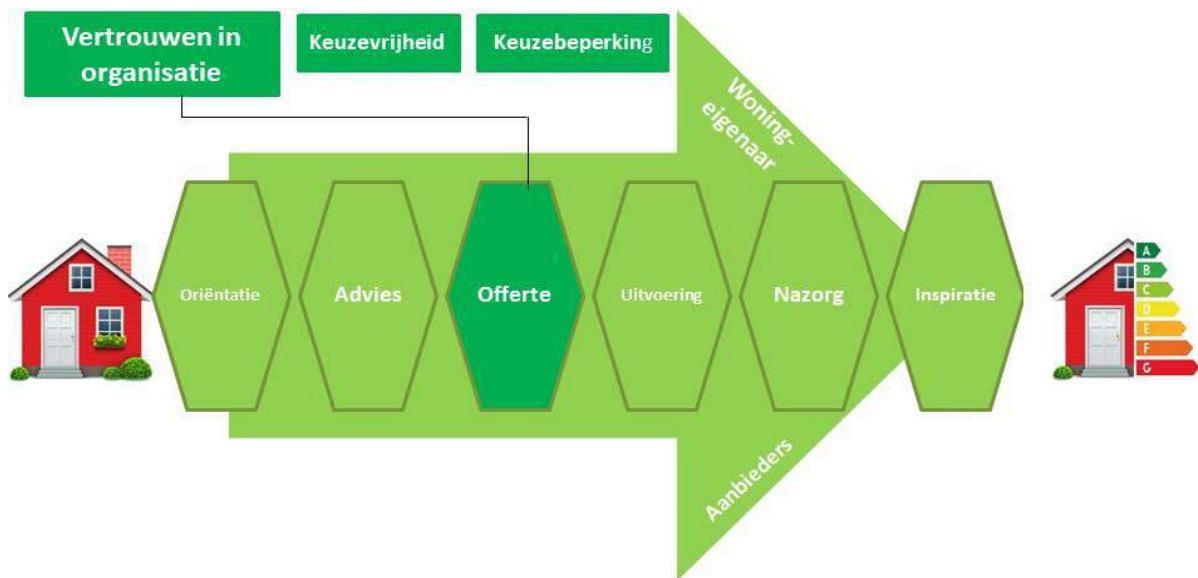 Vertrouwen in
organisatie
Keuzevrijheid
Keuzebeperking
Woning-
eigenaar
Oriëntatie
Advies
Offerte
Uitvoering
Nazorg
Inspiratie
A
B
C
D
E
F
G
Aanbieders